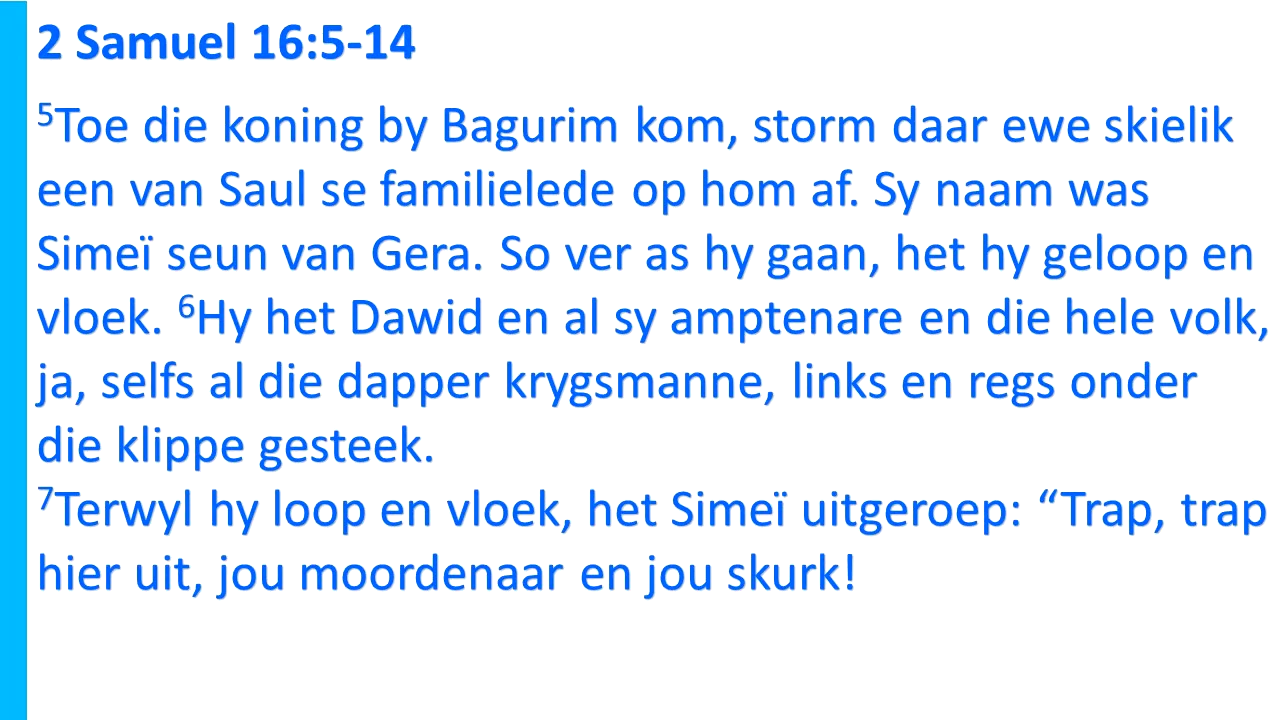 2 Samuel 16:5-14
⁵Toe die koning by Bagurim kom, storm daar ewe skielik
een van Saul se familielede op hom af. Sy naam was
Simeï seun van Gera. So ver as hy gaan, het hy geloop en
vloek. ⁶Hy het Dawid en al sy amptenare en die hele volk,
ja, selfs al die dapper krygsmanne, links en regs onder
die klippe gesteek.
⁷Terwyl hy loop en vloek, het Simeï uitgeroep: “Trap, trap
hier uit, jou moordenaar en jou skurk!